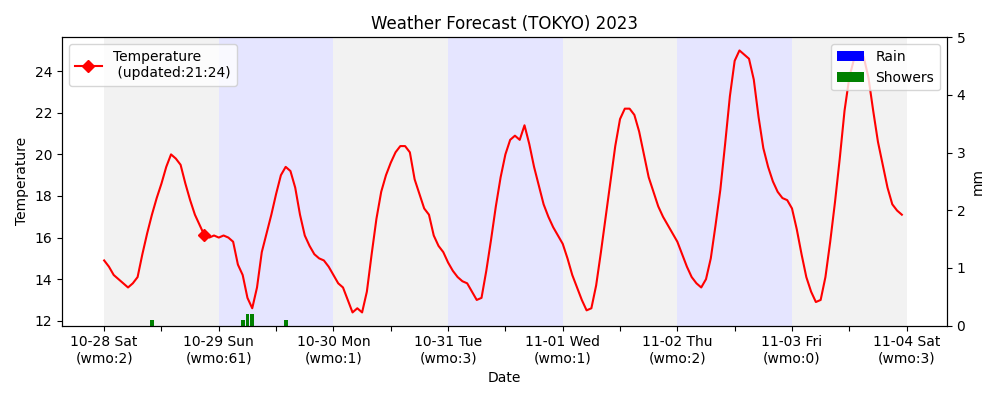 Weather Forecast (TOKYO) 2023
Temperature
(updated:21:24)
Rain
Showers
Temperature
24
22
20
18
16
14
12
5
4
3
2
1
0
mm
10-28 Sat
(wmo:2)
10-29 Sun
(wmo:61)
10-30 Mon
(wmo:1)
10-31 Tue
(wmo:3)
11-01 Wed
(wmo:1)
11-02 Thu
(wmo:2)
11-03 Fri
(wmo:0)
11-04 Sat
(wmo:3)
Date